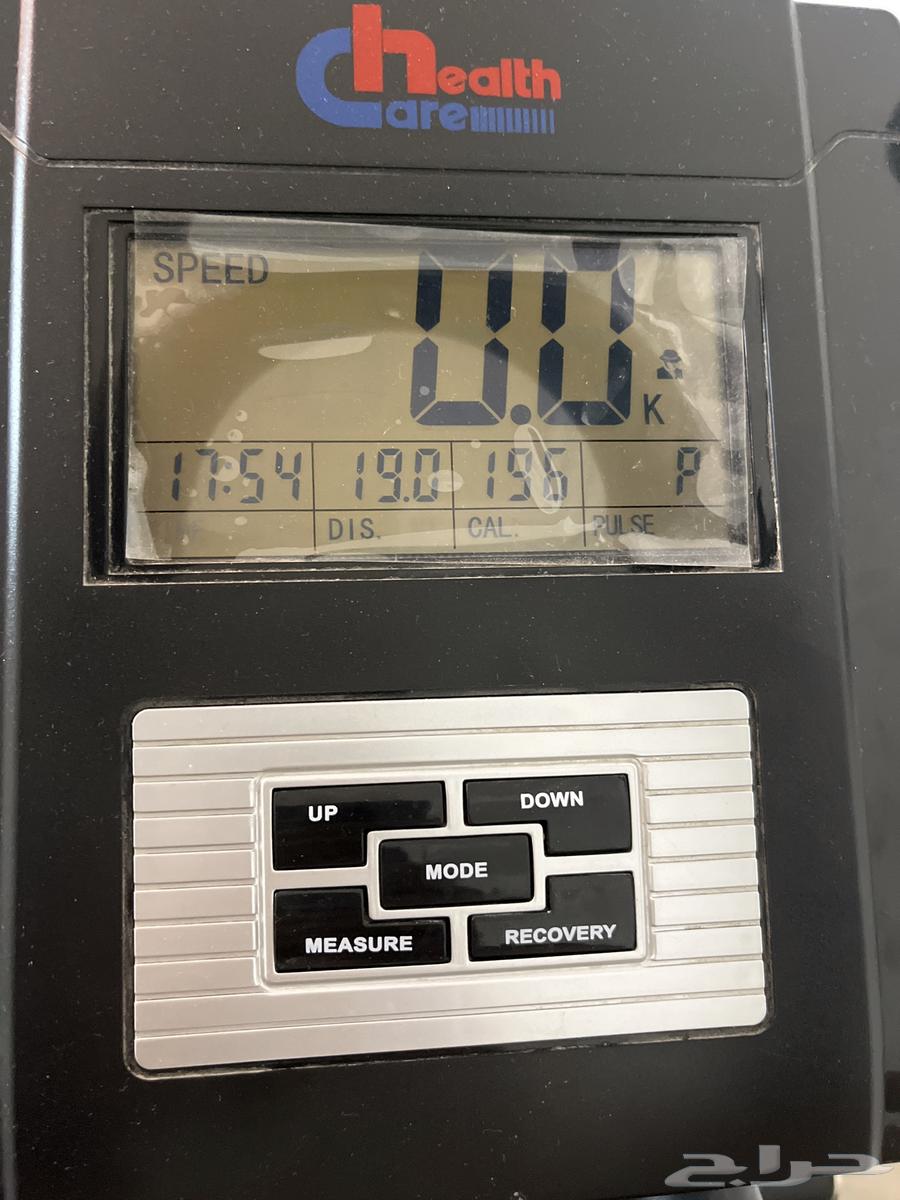 health
Care
SPEED
0.0
K
17:54 19.0 196 P
DIS. CAL. PULSE
UP DOWN
MODE
MEASURE RECOVERY
حراج